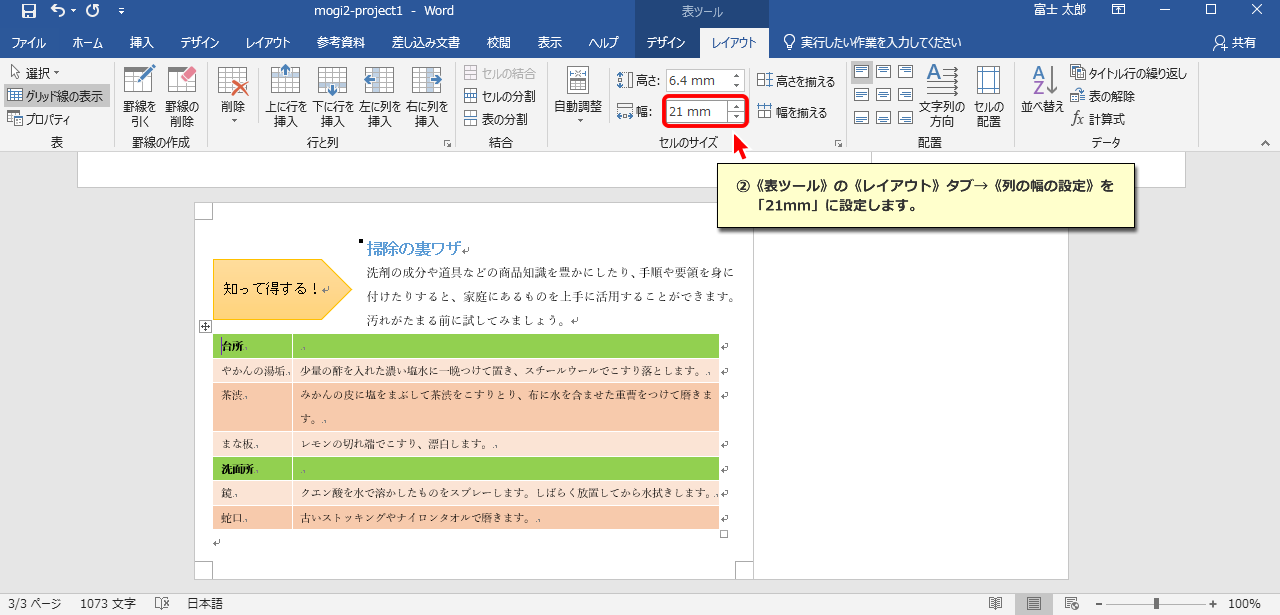 mogi2-project1 - Word
表ツール
富士 太郎
ファイル ホーム 挿入 デザイン レイアウト 参考資料 差し込み文書 校閲 表示 ヘルプ デザイン レイアウト 実行したい作業を入力してください 共有
選択
グリッド線の表示
プロパティ
表
罫線を引く
罫線の削除
罫線の作成
削除
上に行を挿入
下に行を挿入
左に列を挿入
右に列を挿入
行と列
セルの結合
セルの分割
表の分割
結合
自動調整
高さ: 6.4 mm
幅: 21 mm
高さを揃える
幅を揃える
セルのサイズ
文字列の方向
セルの配置
配置
並べ替え
タイトル行の繰り返し
表の解除
計算式
データ
②《表ツール》の《レイアウト》タブ→《列の幅の設定》を
「21mm」に設定します。
掃除の裏ワザ
知って得する！
洗剤の成分や道具などの商品知識を豊かにしたり、手順や要領を身に
付けたりすると、家庭にあるものを上手に活用することができます。
汚れがたまる前に試してみましょう。
台所
やかんの湯垢 少量の酢を入れた濃い塩水に一晩つけて置き、スチールウールでこすり落とします。
茶渋 みかんの皮に塩をまぶして茶渋をこすりとり、布に水を含ませた重曹をつけて磨きま
す。
まな板 レモンの切れ端でこすり、漂白します。
洗面所
鏡 クエン酸を水で溶かしたものをスプレーします。しばらく放置してから水拭きします。
蛇口 古いストッキングやナイロンタオルで磨きます。
3/3 ページ 1073 文字 日本語 100%